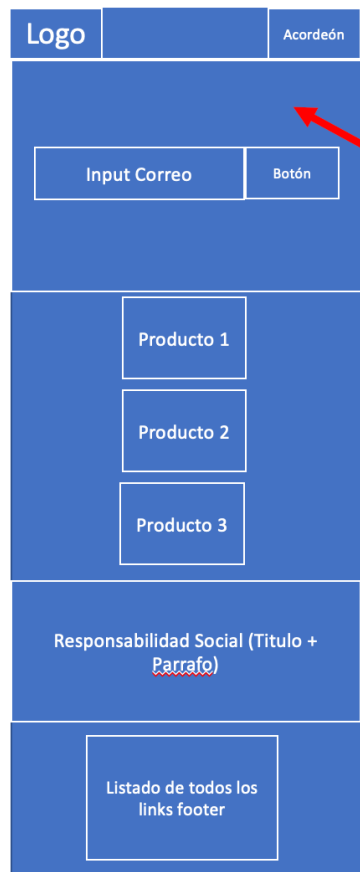 Logo
Acordeón
Input Correo
Botón
Producto 1
Producto 2
Producto 3
Responsabilidad Social (Titulo +
Parrafo)
Listado de todos los
links footer